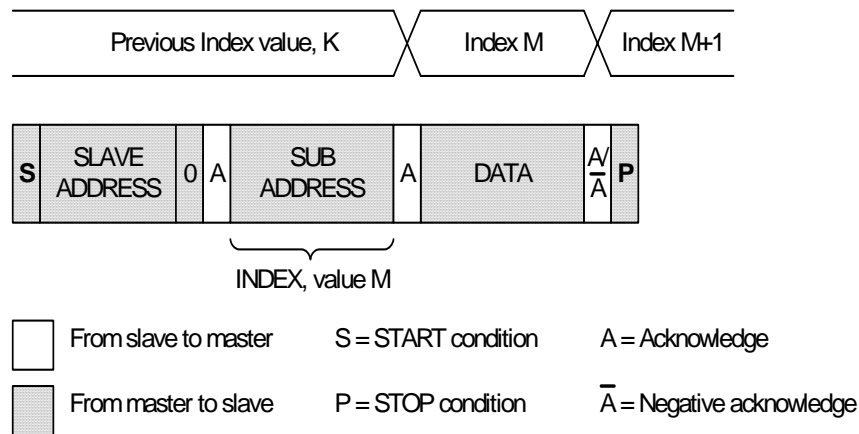 Previous Index value, K Index M Index M+1
S SLAVE ADDRESS 0 A SUB ADDRESS A DATA A/A̅ P
INDEX, value M
From slave to master S = START condition A = Acknowledge
From master to slave P = STOP condition A̅ = Negative acknowledge